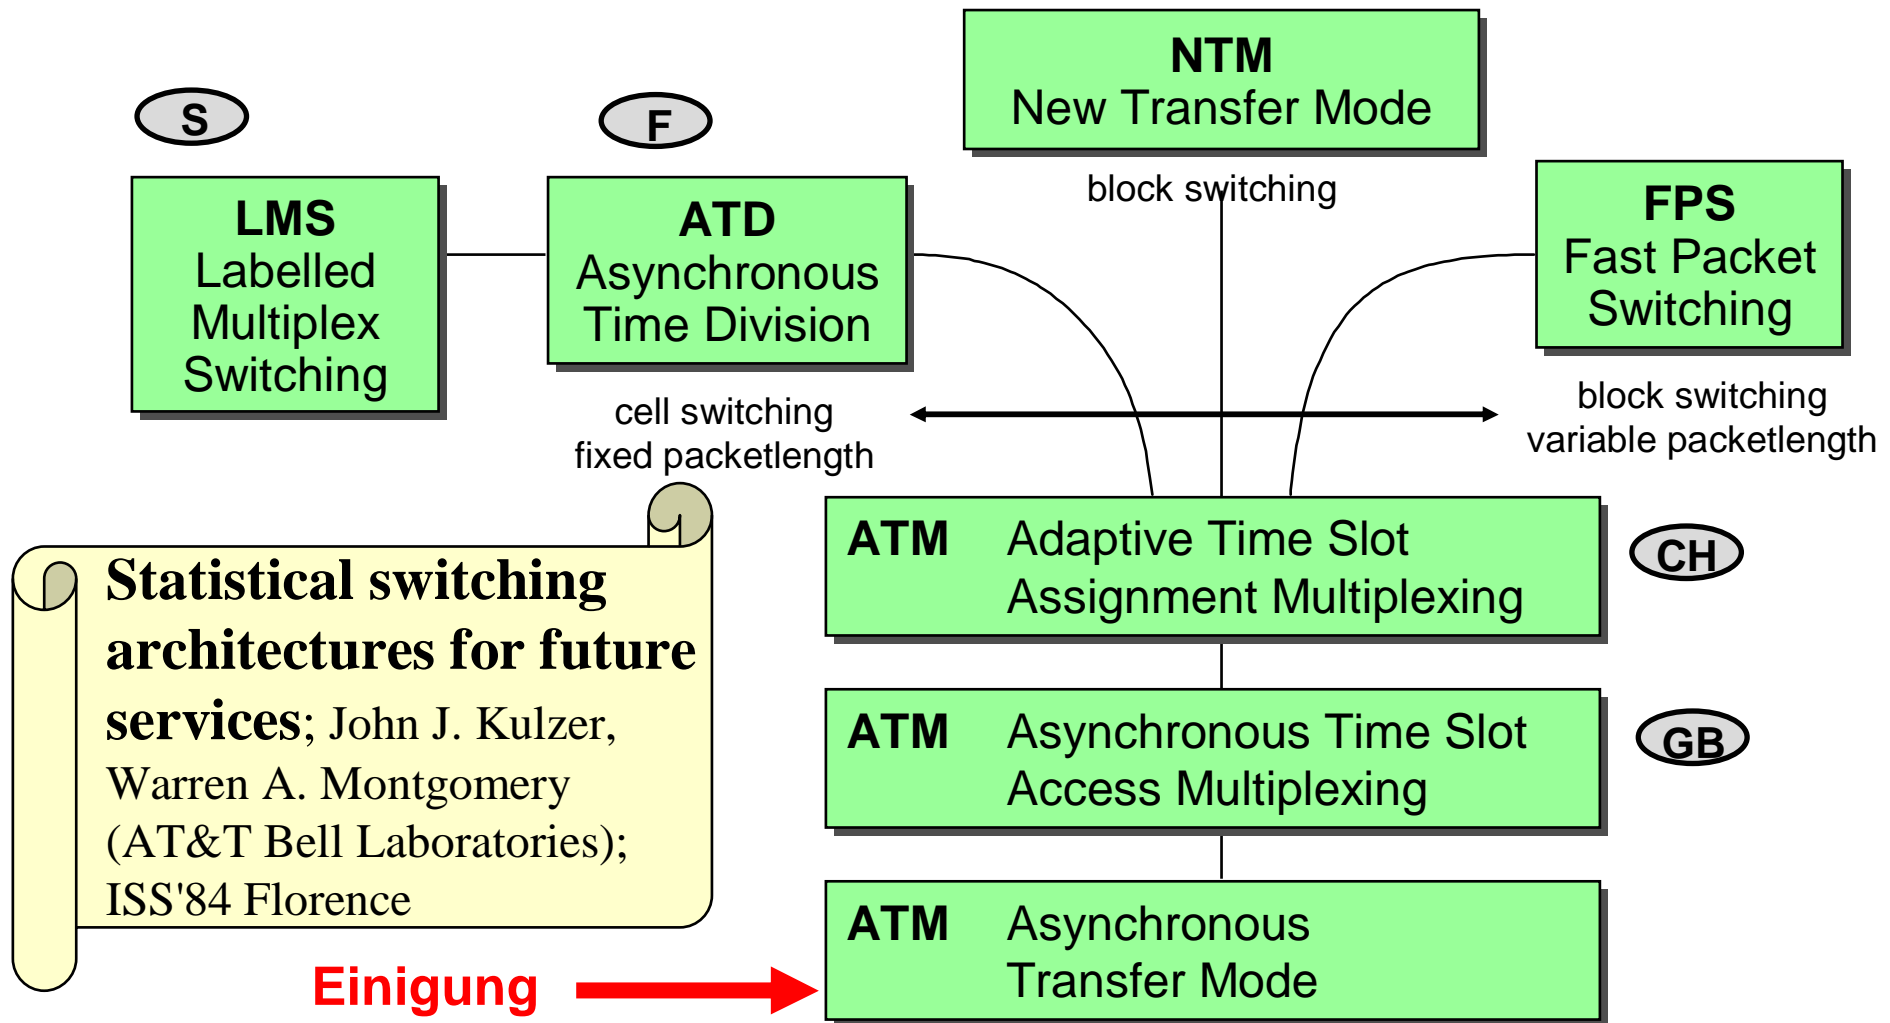 NTM
New Transfer Mode
block switching
S
F
LMS
Labelled
Multiplex
Switching
ATD
Asynchronous
Time Division
cell switching
fixed packetlength
FPS
Fast Packet
Switching
block switching
variable packetlength
ATM Adaptive Time Slot
Assignment Multiplexing
CH
ATM Asynchronous Time Slot
Access Multiplexing
GB
ATM Asynchronous
Transfer Mode
Statistical switching
architectures for future
services; John J. Kulzer,
Warren A. Montgomery
(AT&T Bell Laboratories);
ISS'84 Florence
Einigung